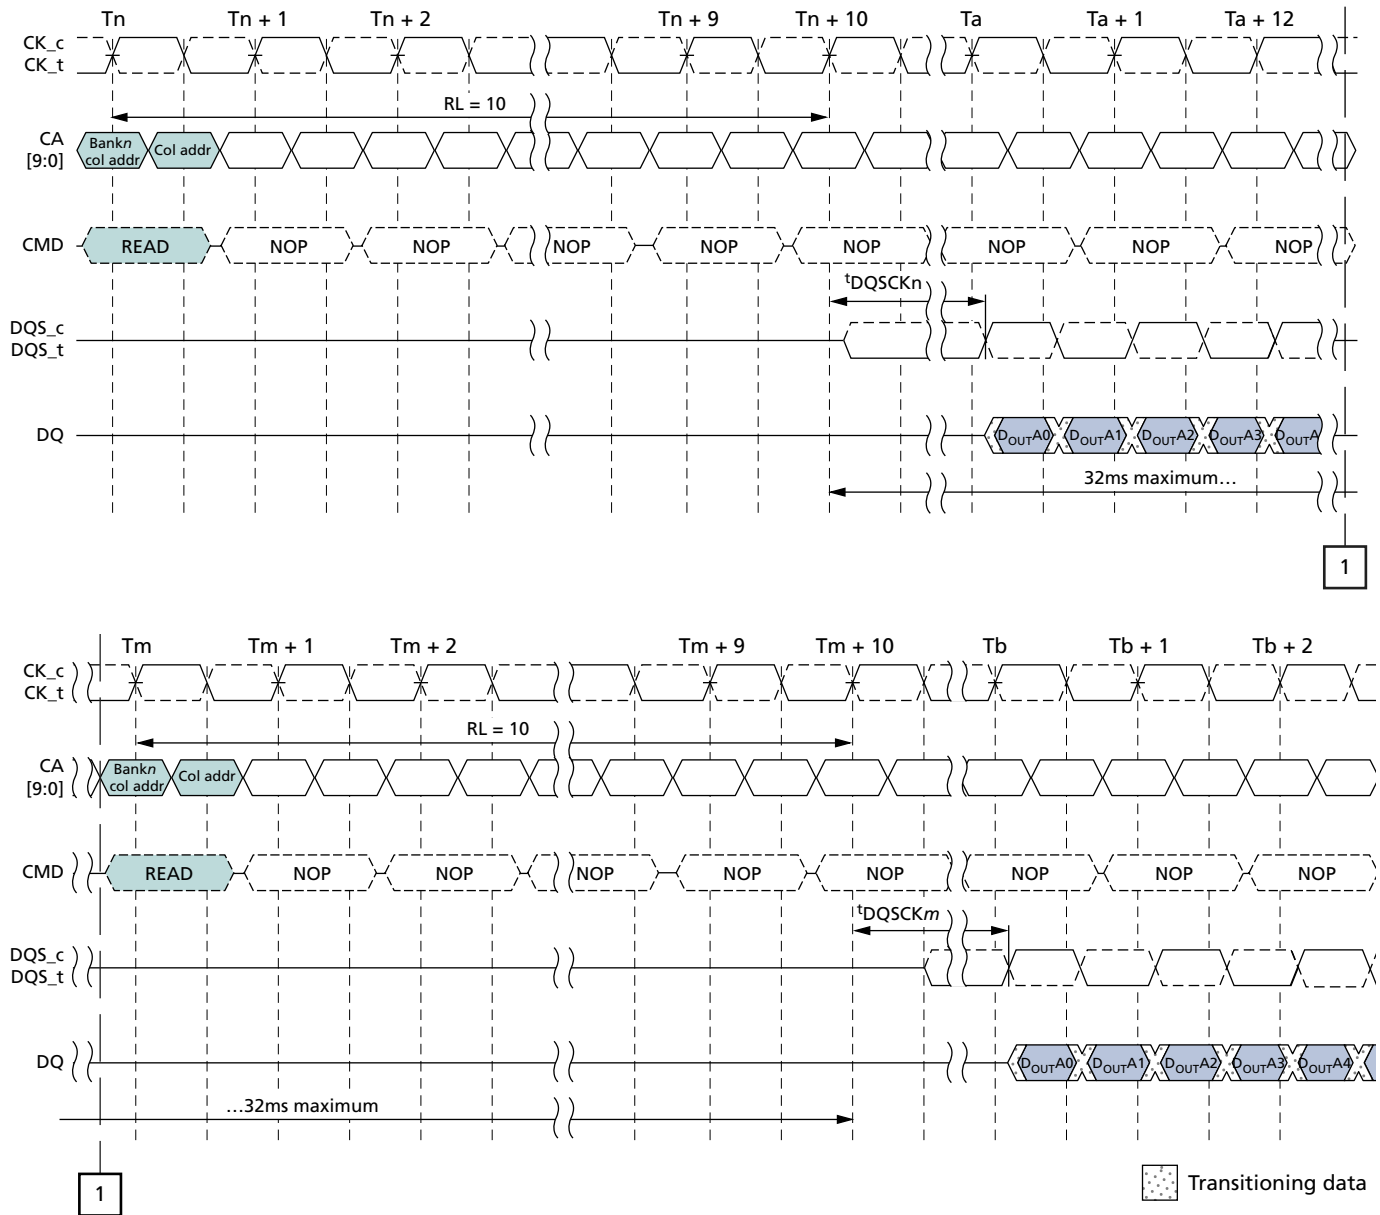 Tn Tn + 1 Tn + 2 Tn + 9 Tn + 10 Ta Ta + 1 Ta + 12
CK_c
CK_t
RL = 10
CA
[9:0]
Bankn
col addr
Col addr
CMD READ NOP NOP NOP NOP NOP NOP NOP NOP
tDQSCKn
DQS_c
DQS_t
DQ DOUTA0 DOUTA1 DOUTA2 DOUTA3 DOUTA
32ms maximum…
1
Tm Tm + 1 Tm + 2 Tm + 9 Tm + 10 Tb Tb + 1 Tb + 2
CK_c
CK_t
RL = 10
CA
[9:0]
Bankn
col addr
Col addr
CMD READ NOP NOP NOP NOP NOP NOP NOP NOP
tDQSCKm
DQS_c
DQS_t
DQ DOUTA0 DOUTA1 DOUTA2 DOUTA3 DOUTA4
…32ms maximum
1
Transitioning data